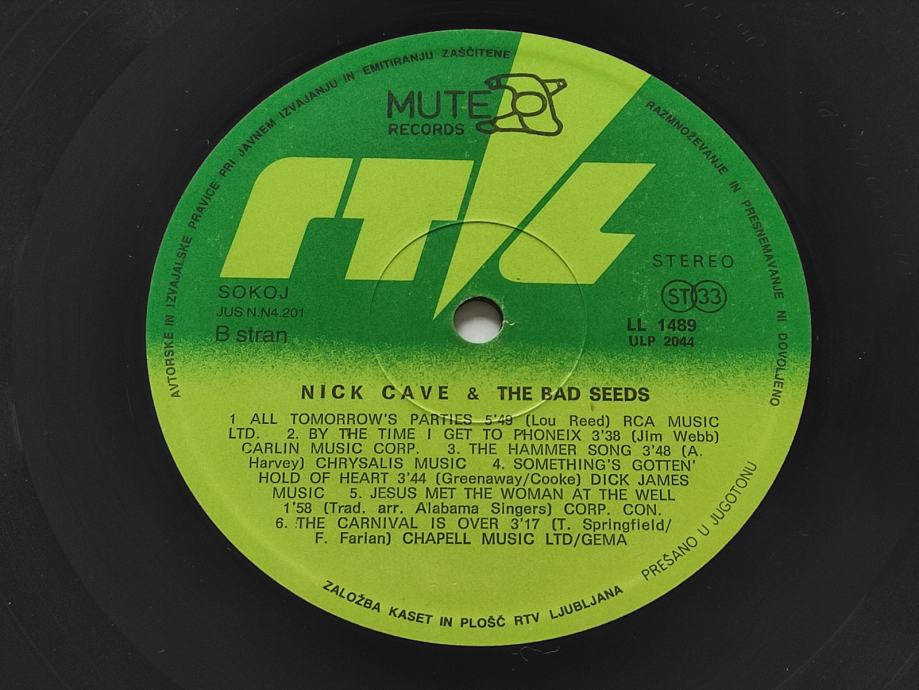 AVTORSKE IN IZVAJALSKE PRAVICE PRI JAVNEM IZVAJANJU IN EMITIRANJU ZAŠČITENE
RAZMNOŽEVANJE IN PRESNEMAVANJE NI DOVOLJENO
MUTE
RECORDS
rtl
STEREO
SOKOJ
JUS N.N4.201
B stran
ST 33
LL 1489
ULP 2044
NICK CAVE & THE BAD SEEDS
1 ALL TOMORROW'S PARTIES 5'49 (Lou Reed) RCA MUSIC
LTD. 2. BY THE TIME I GET TO PHONEIX 3'38 (Jim Webb)
CARLIN MUSIC CORP. 3. THE HAMMER SONG 3'48 (A.
Harvey) CHRYSALIS MUSIC 4. SOMETHING'S GOTTEN'
HOLD OF HEART 3'44 (Greenaway/Cooke) DICK JAMES
MUSIC 5. JESUS MET THE WOMAN AT THE WELL
1'58 (Trad. arr. Alabama Singers) CORP. CON.
6. THE CARNIVAL IS OVER 3'17 (T. Springfield/
F. Farian) CHAPELL MUSIC LTD/GEMA
ZALOŽBA KASET IN PLOŠČ RTV LJUBLJANA
PREŠANO U JUGOTONU